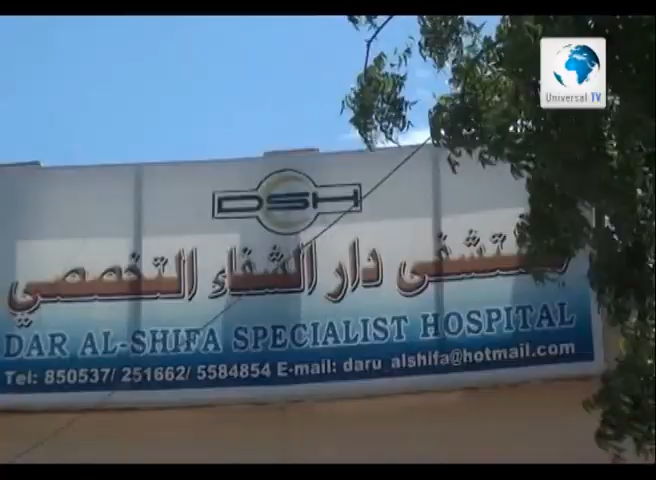 Universal TV
DSH
مستشفى دار الشفاء التخصصي
DAR AL-SHIFA SPECIALIST HOSPITAL
Tel: 850537/ 251662/ 5584854 E-mail: daru_alshifa@hotmail.com